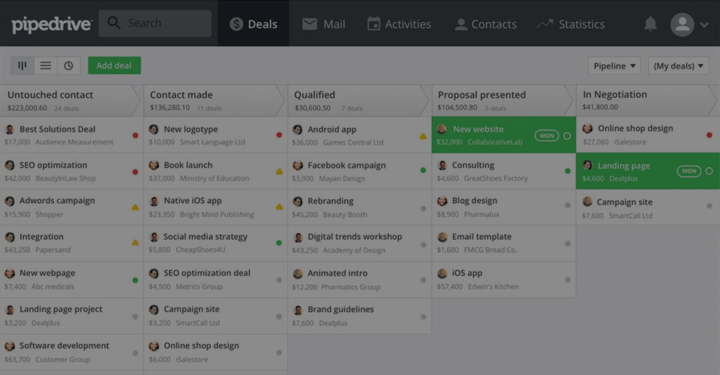 pipedrive Search Deals Mail Activities Contacts Statistics
Add deal Pipeline (My deals)
Untouched contact
$223,000.60 24 deals
Best Solutions Deal
$17,000 Audience Measurement
SEO optimization
$42,000 BeautyinLaw Shop
Adwords campaign
$15,900 Shopper
Integration
$43,250 Papersand
New webpage
$7,400 Abc medicals
Landing page project
$3,200 Dealplus
Software development
$63,700 Customer Group
Contact made
$136,280.10 11 deals
New logotype
$10,000 Smart Language Ltd
Book launch
$37,000 Ministry of Education
Native iOS app
$23,350 Bright Mind Publishing
Social media strategy
$5,800 CheapShoes4U
SEO optimization deal
$4,500 Metrics Group
Campaign site
$3,200 SmartCall Ltd
Online shop design
$6,000 iSalestore
Qualified
$30,600.50 7 deals
Android app
$36,000 Games Central Ltd
Facebook campaign
$3,900 Mayan Design
Rebranding
$45,200 Beauty Booth
Digital trends workshop
$43,250 Academy of Design
Animated intro
$12,200 Pharmatics Group
Brand guidelines
$7,600 Dealplus
Proposal presented
$104,500.80 5 deals
New website
$32,000 CollaborativeLab WON
Consulting
$4,600 GreatShoes Factory
Blog design
$8,900 Pharmalux
Email template
$1,600 FMCG Bread Co.
iOS app
$57,400 Edwin's Kitchen
In Negotiation
$41,800.00
Online shop design
$27,060 iSalestore
Landing page
$4,600 Dealplus WON
Campaign site
$7,600 SmartCall Ltd